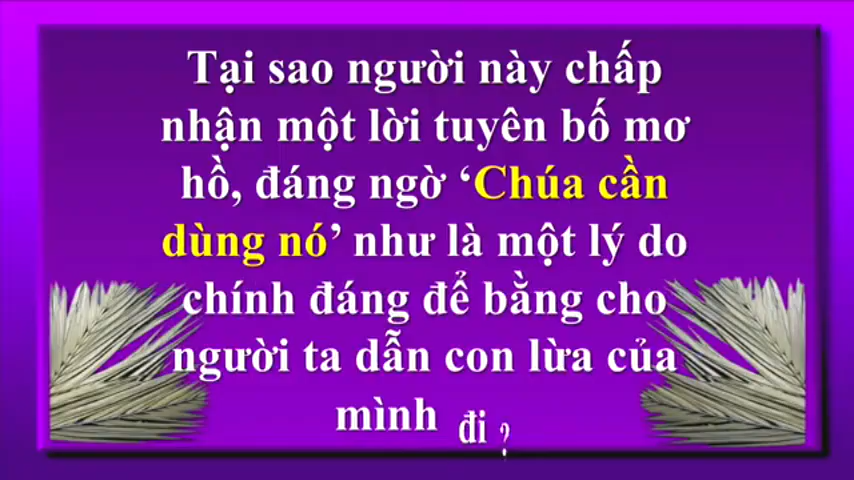 Tại sao người này chấp
nhận một lời tuyên bố mơ
hồ, đáng ngờ ‘Chúa cần
dùng nó’ như là một lý do
chính đáng để bằng cho
người ta dẫn con lừa của
mình đi ?